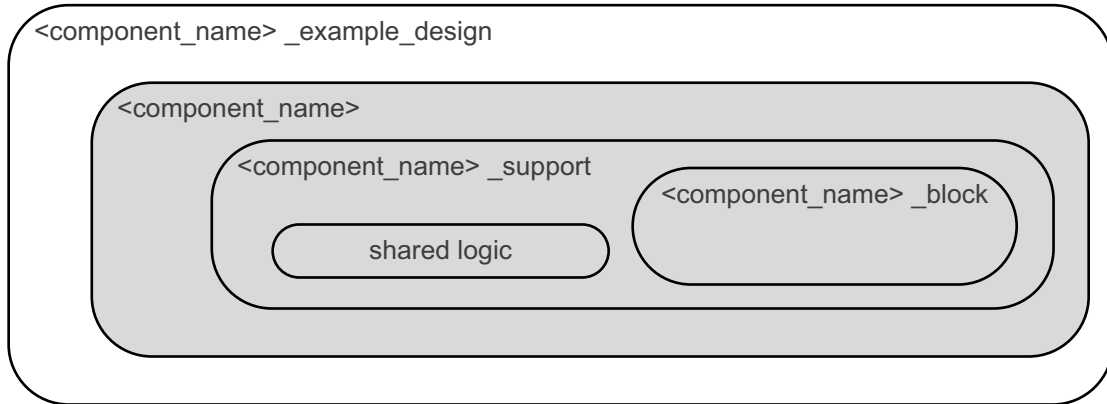 <component_name> _example_design
<component_name>
<component_name> _support
<component_name> _block
shared logic